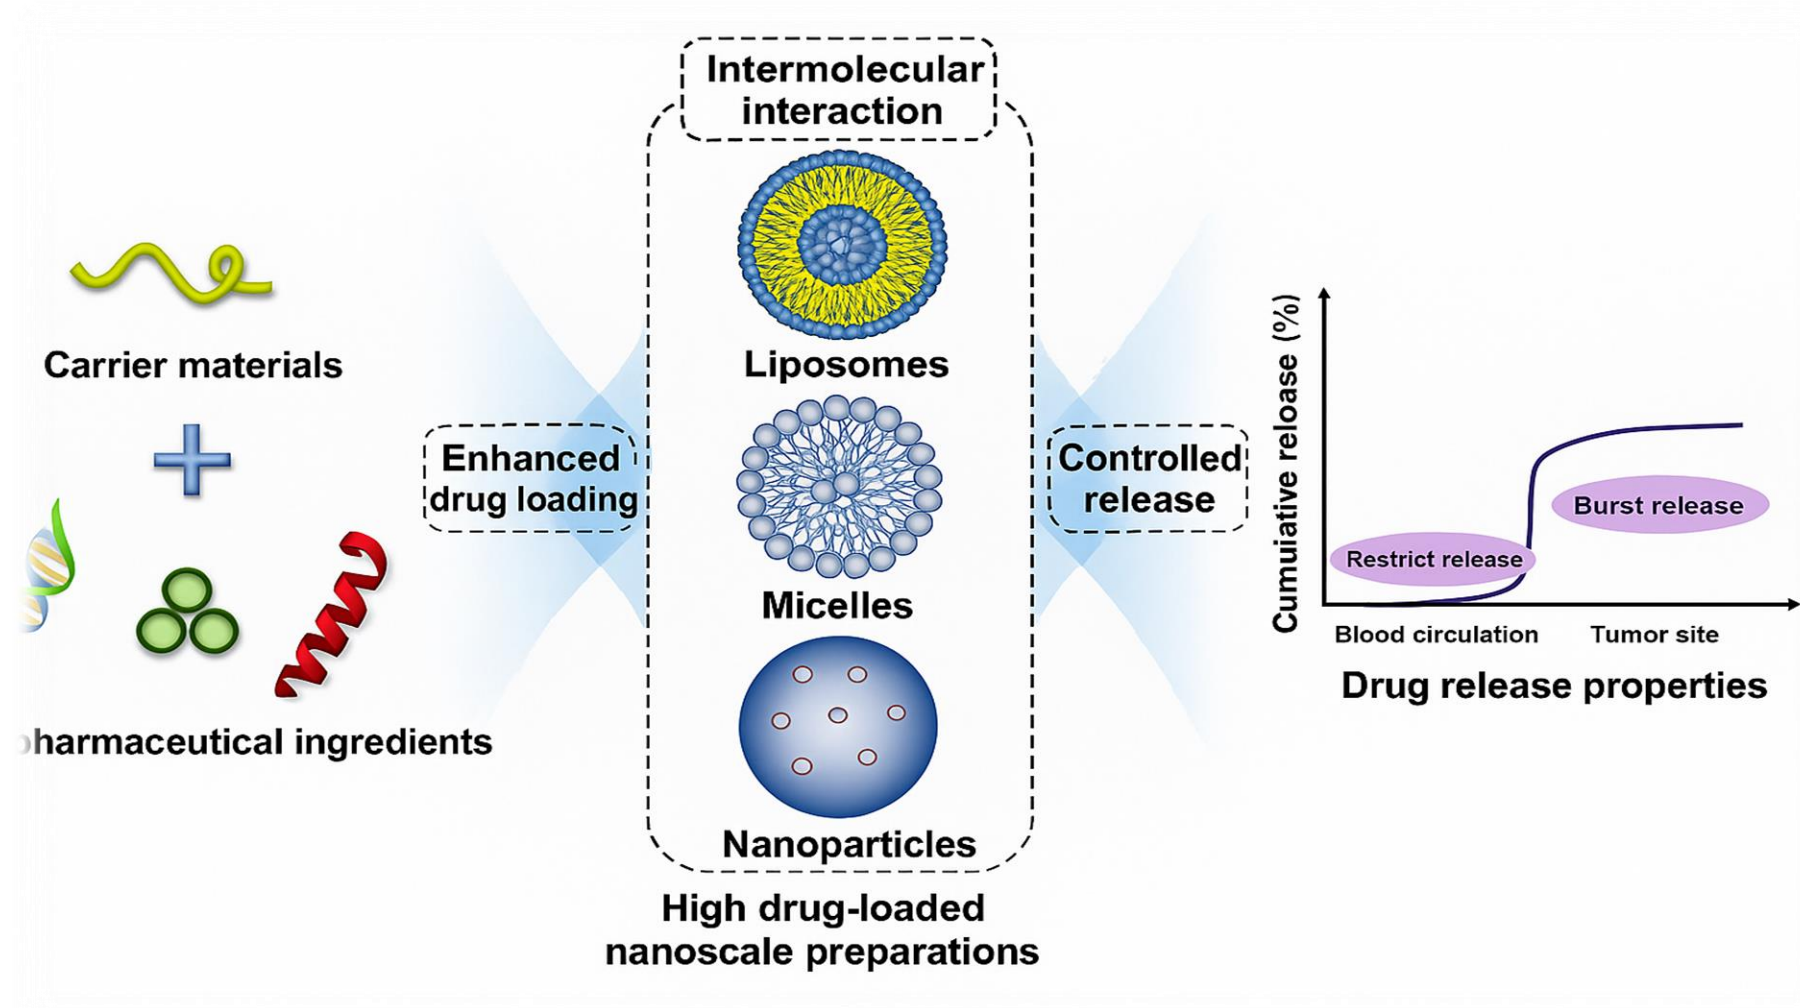 Intermolecular
interaction
Carrier materials
harmaceutical ingredients
Enhanced
drug loading
Liposomes
Micelles
Nanoparticles
High drug-loaded
nanoscale preparations
Controlled
release
Cumuiative reloase (%)
Restrict release
Burst release
Blood circulation
Tumor site
Drug release properties